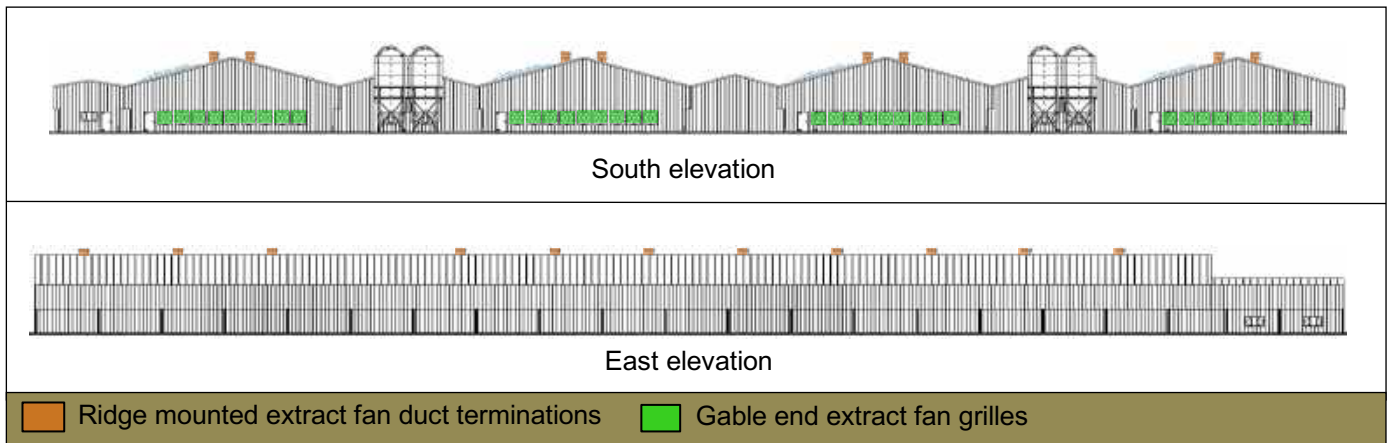 South elevation
East elevation
Ridge mounted extract fan duct terminations Gable end extract fan grilles